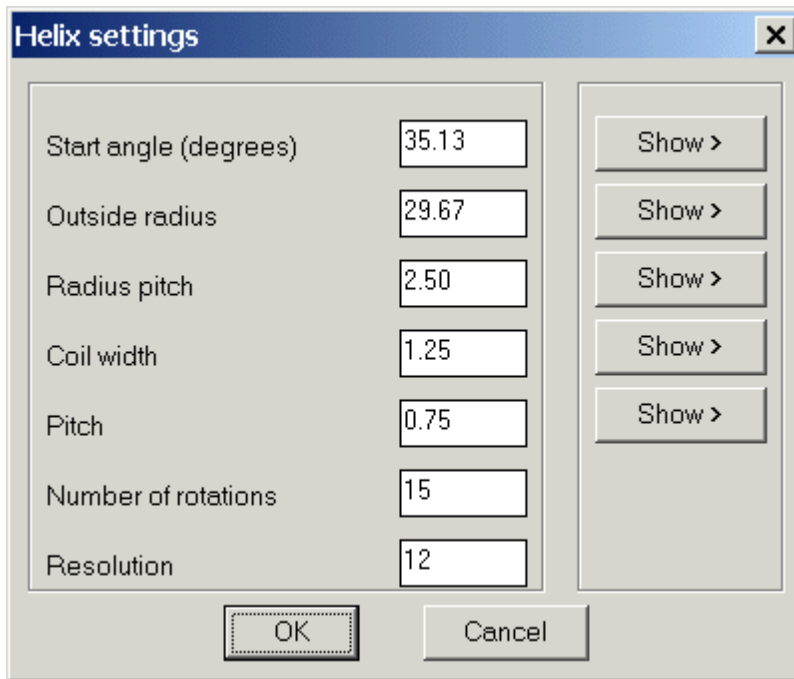 Helix settings
Start angle (degrees) 35.13 Show >
Outside radius 29.67 Show >
Radius pitch 2.50 Show >
Coil width 1.25 Show >
Pitch 0.75 Show >
Number of rotations 15
Resolution 12
OK Cancel